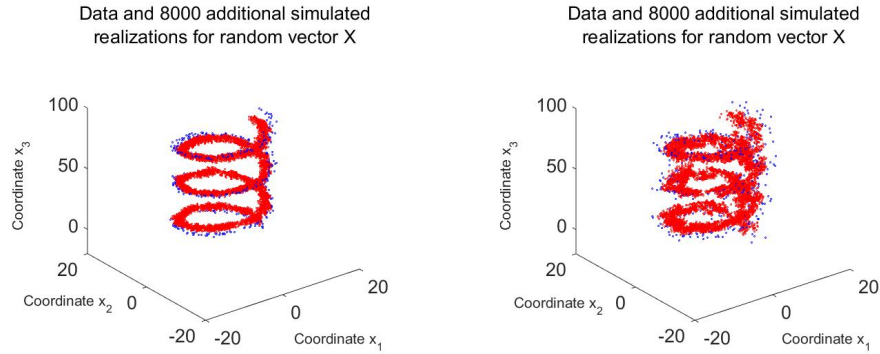 Data and 8000 additional simulated
realizations for random vector X
100
50
0
20
0
-20
-20
0
20
Coordinate x3
Coordinate x2
Coordinate x1
Data and 8000 additional simulated
realizations for random vector X
100
50
0
20
0
-20
-20
0
20
Coordinate x3
Coordinate x2
Coordinate x1